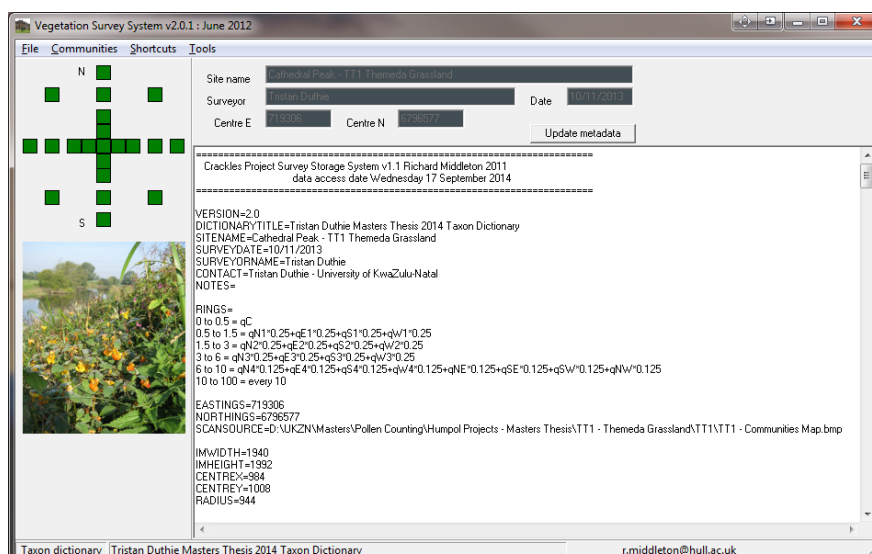 Vegetation Survey System v2.0.1 : June 2012
File Communities Shortcuts Tools
N
S
Site name Cathedral Peak - TT1 Themeda Grassland
Surveyor Tristan Duthie Date 10/11/2013
Centre E 719306 Centre N 6796577
Update metadata
=======================================================================
Crackles Project Survey Storage System v1.1 Richard Middleton 2011
data access date Wednesday 17 September 2014
=======================================================================
VERSION=2.0
DICTIONARYTITLE=Tristan Duthie Masters Thesis 2014 Taxon Dictionary
SITENAME=Cathedral Peak - TT1 Themeda Grassland
SURVEYDATE=10/11/2013
SURVEYORNAME=Tristan Duthie
CONTACT=Tristan Duthie - University of KwaZulu-Natal
NOTES=
RINGS=
0 to 0.5 = qC
0.5 to 1.5 = qN1*0.25+qE1*0.25+qS1*0.25+qW1*0.25
1.5 to 3 = qN2*0.25+qE2*0.25+qS2*0.25+qW2*0.25
3 to 6 = qN3*0.25+qE3*0.25+qS3*0.25+qW3*0.25
6 to 10 = qN4*0.125+qE4*0.125+qS4*0.125+qW4*0.125+qNE*0.125+qSE*0.125+qSW*0.125+qNW*0.125
10 to 100 = every 10
EASTINGS=719306
NORTHINGS=6796577
SCANSOURCE=D:\UKZN\Masters\Pollen Counting\Humpol Projects - Masters Thesis\TT1 - Themeda Grassland\TT1\TT1 - Communities Map.bmp
IMWIDTH=1940
IMHEIGHT=1992
CENTREX=984
CENTREY=1008
RADIUS=944
Taxon dictionary Tristan Duthie Masters Thesis 2014 Taxon Dictionary r.middleton@hull.ac.uk